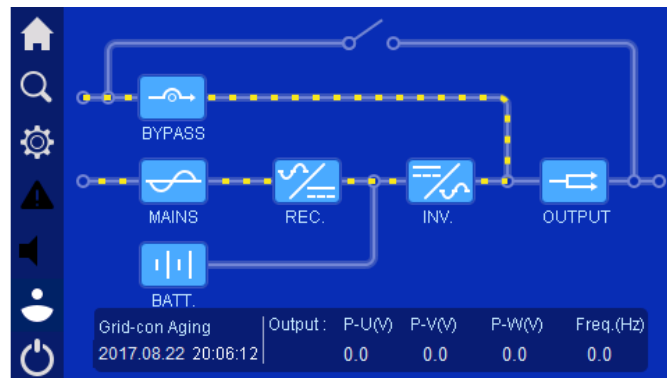 BYPASS
MAINS
REC.
INV.
OUTPUT
BATT.
Grid-con Aging
2017.08.22 20:06:12
Output : P-U(V) P-V(V) P-W(V) Freq.(Hz)
0.0 0.0 0.0 0.0